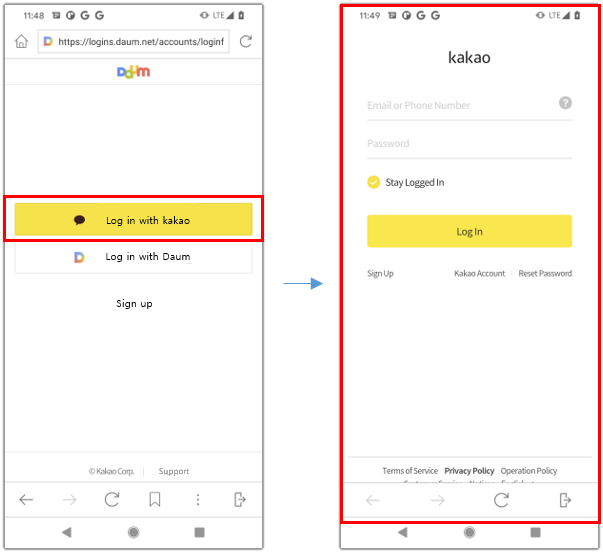 11:48
LTE
https://logins.daum.net/accounts/loginf
Daum
Log in with kakao
Log in with Daum
Sign up
© Kakao Corp.
Support
11:49
LTE
kakao
Email or Phone Number
?
Password
Stay Logged In
Log In
Sign Up
Kakao Account
Reset Password
Terms of Service Privacy Policy Operation Policy